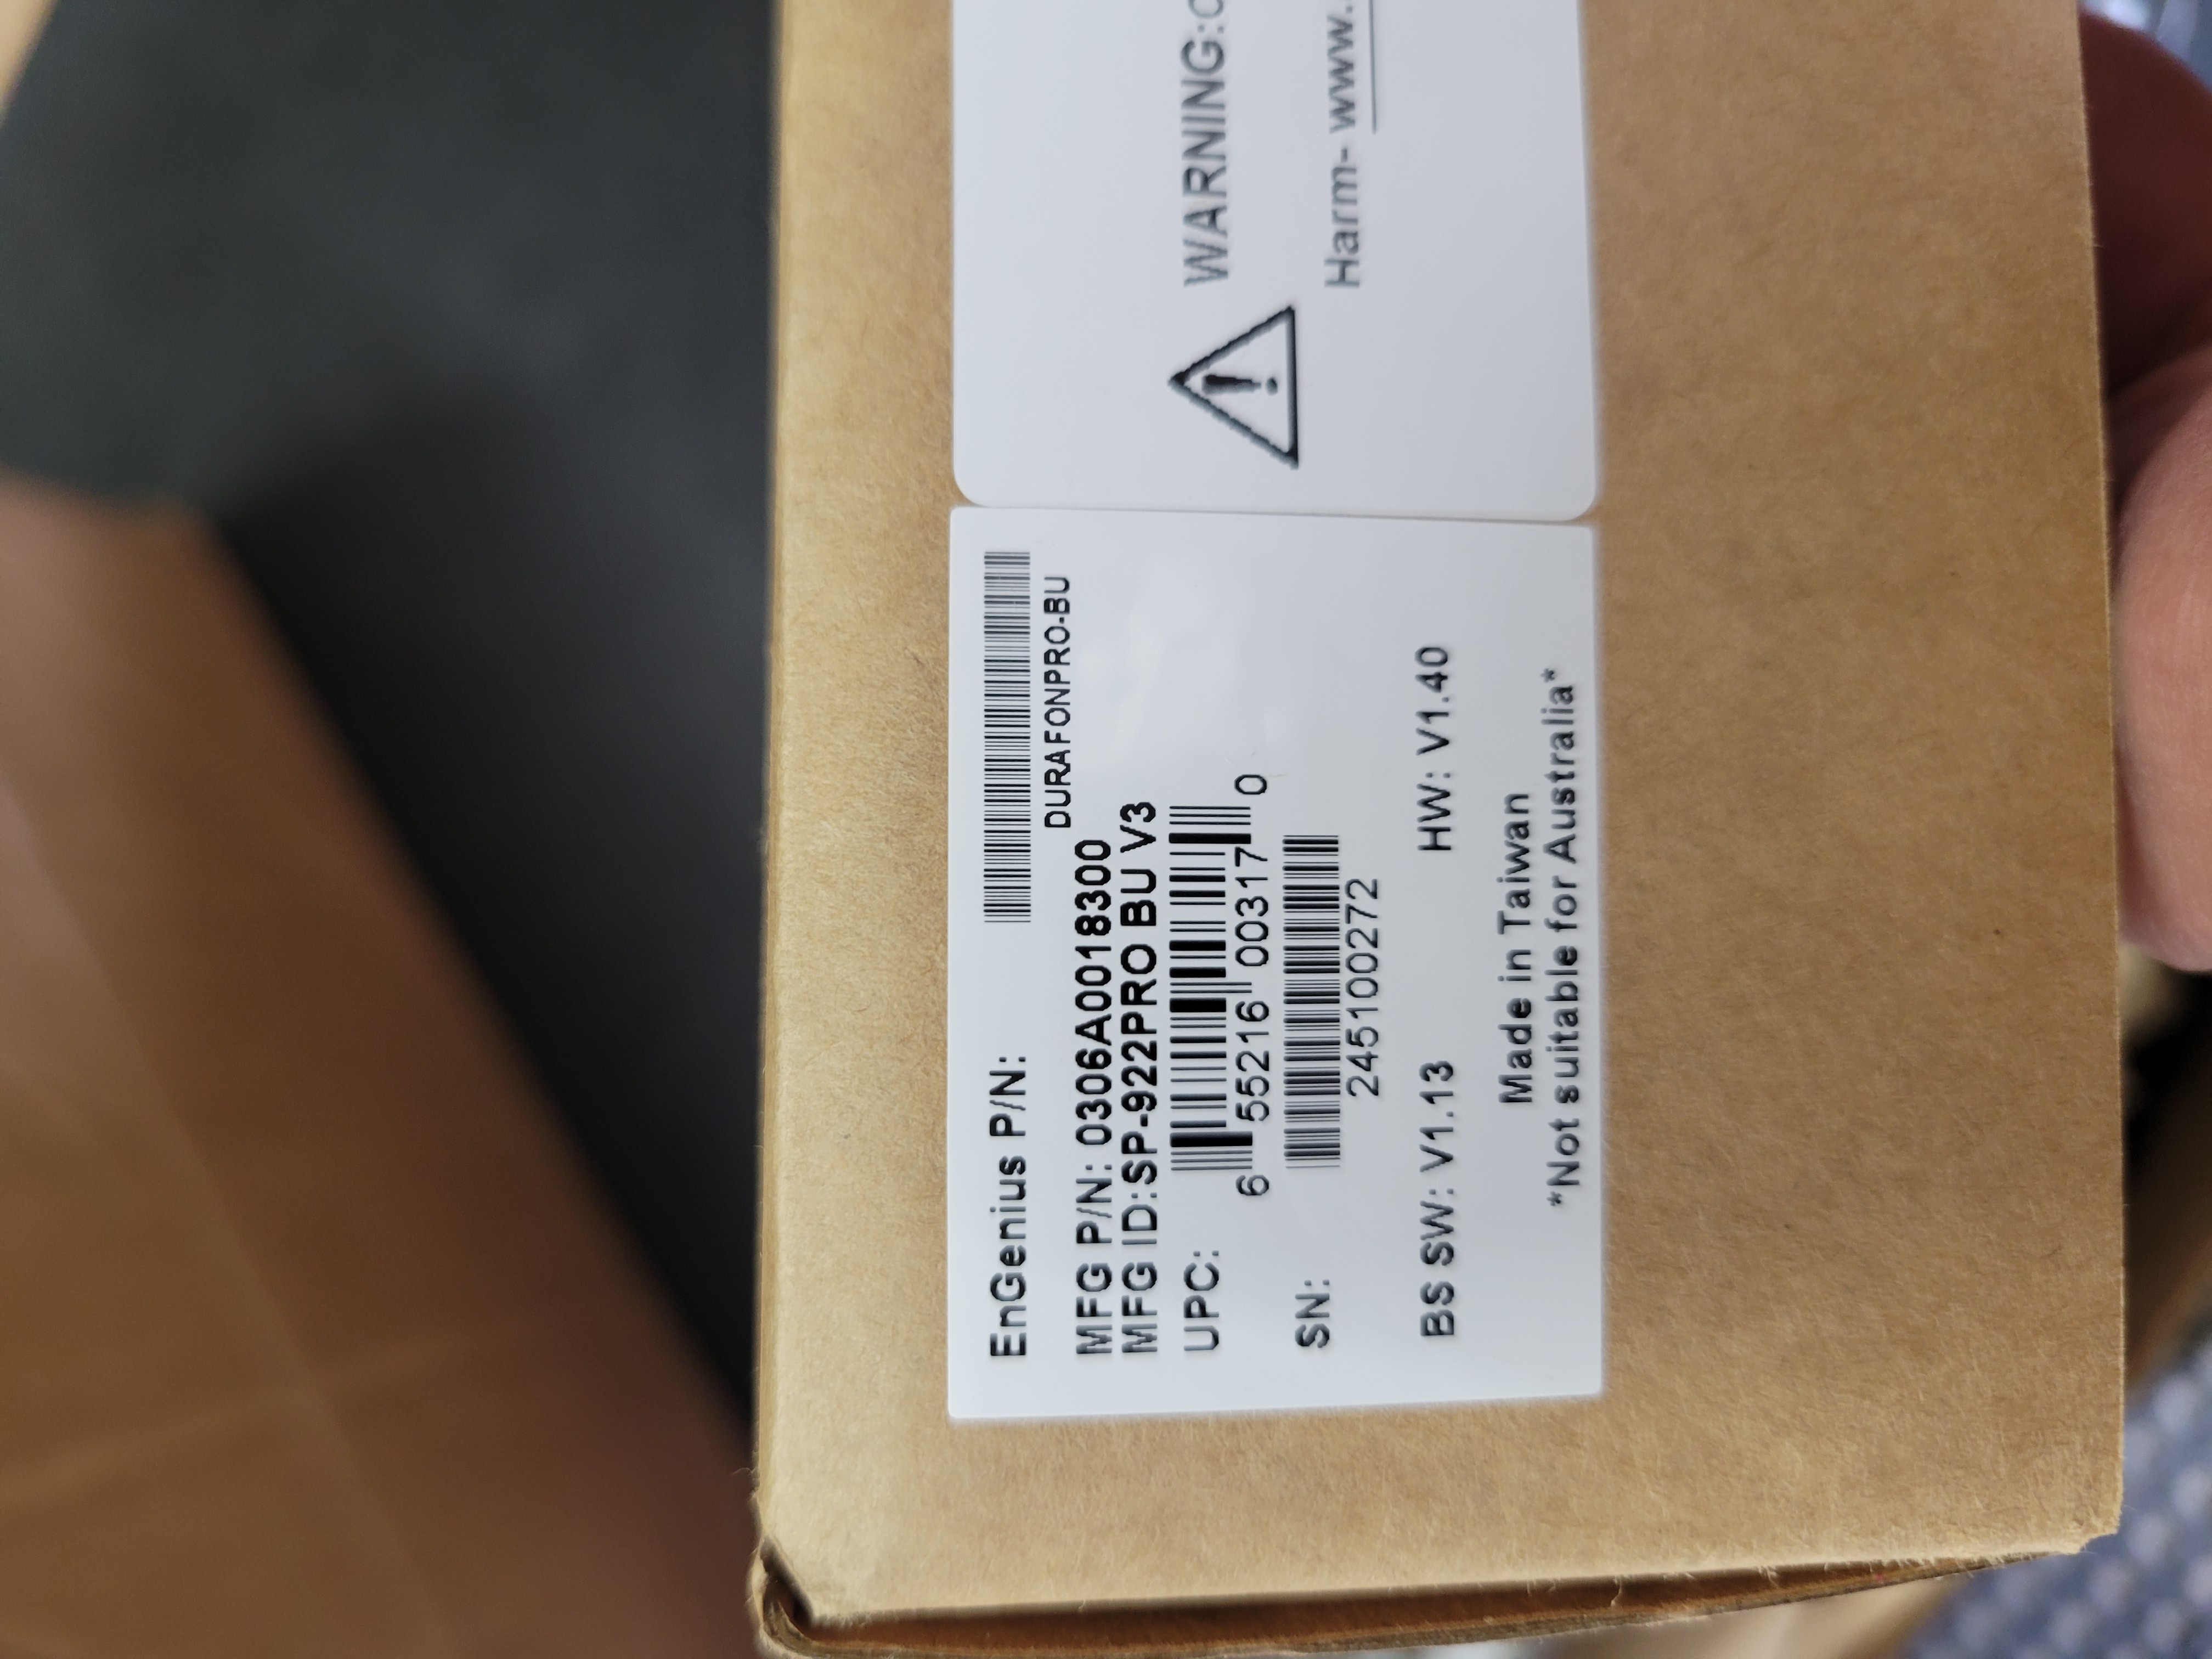 EnGenius P/N:
DURAFONPRO-BU
MFG P/N: 0306A0018300
MFG ID:SP-922PRO BU V3
UPC:
6 55216 00317 0
SN:
245100272
BS SW: V1.13 HW: V1.40
Made in Taiwan
*Not suitable for Australia*
WARNING:
Harm- www.